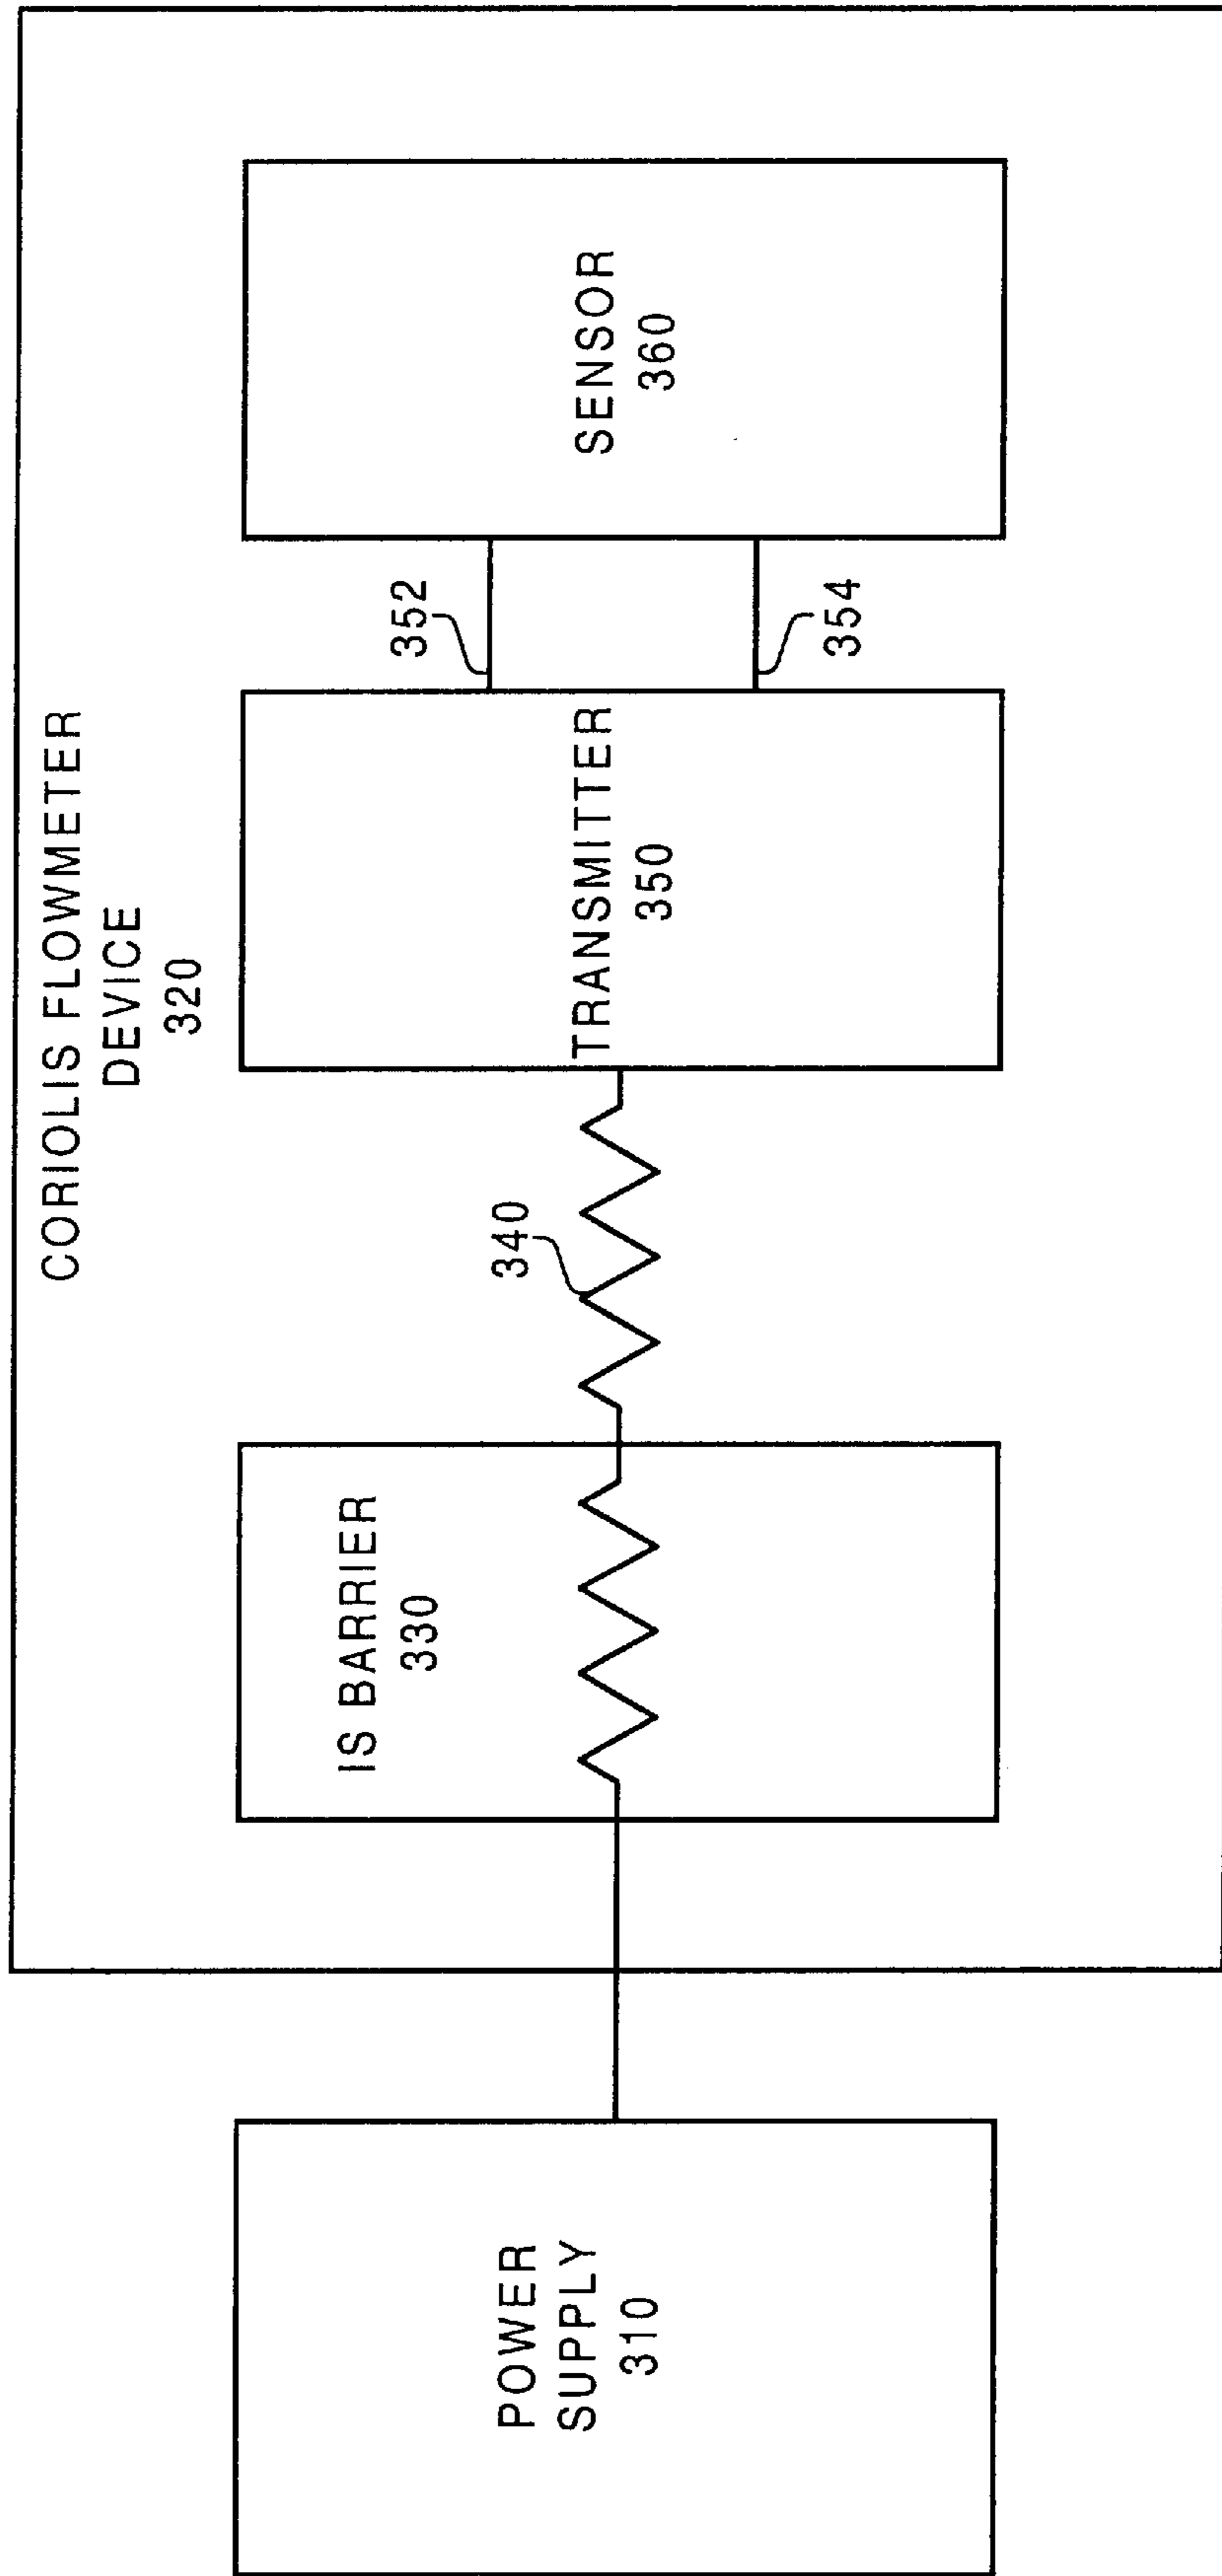 CORIOLIS FLOWMETER
DEVICE
320
POWER
SUPPLY
310
IS BARRIER
330
340
TRANSMITTER
350
352
354
SENSOR
360